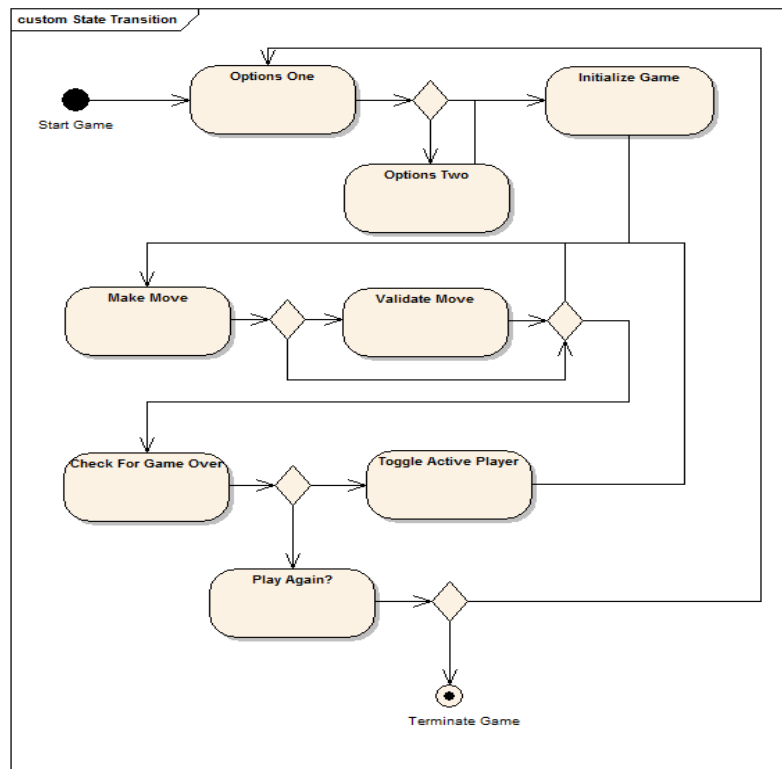 custom State Transition
Options One
Initialize Game
Start Game
Options Two
Make Move
Validate Move
Check For Game Over
Toggle Active Player
Play Again?
Terminate Game